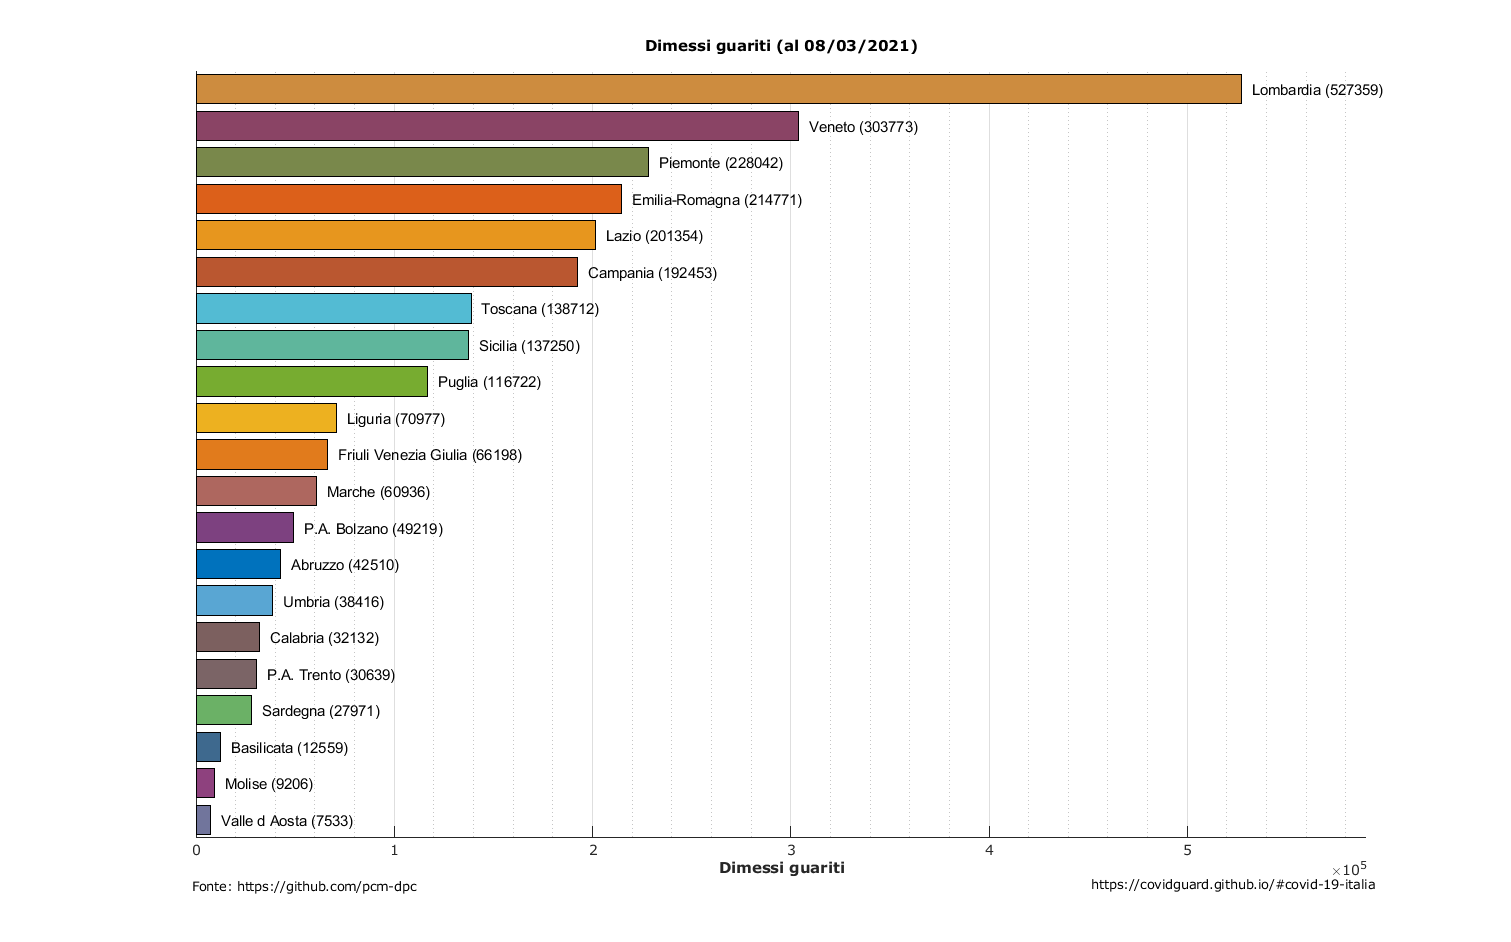 Dimessi guariti (al 08/03/2021)
Lombardia (527359)
Veneto (303773)
Piemonte (228042)
Emilia-Romagna (214771)
Lazio (201354)
Campania (192453)
Toscana (138712)
Sicilia (137250)
Puglia (116722)
Liguria (70977)
Friuli Venezia Giulia (66198)
Marche (60936)
P.A. Bolzano (49219)
Abruzzo (42510)
Umbria (38416)
Calabria (32132)
P.A. Trento (30639)
Sardegna (27971)
Basilicata (12559)
Molise (9206)
Valle d Aosta (7533)
0 1 2 3 4 5
Dimessi guariti
×10⁵
Fonte: https://github.com/pcm-dpc
https://covidguard.github.io/#covid-19-italia